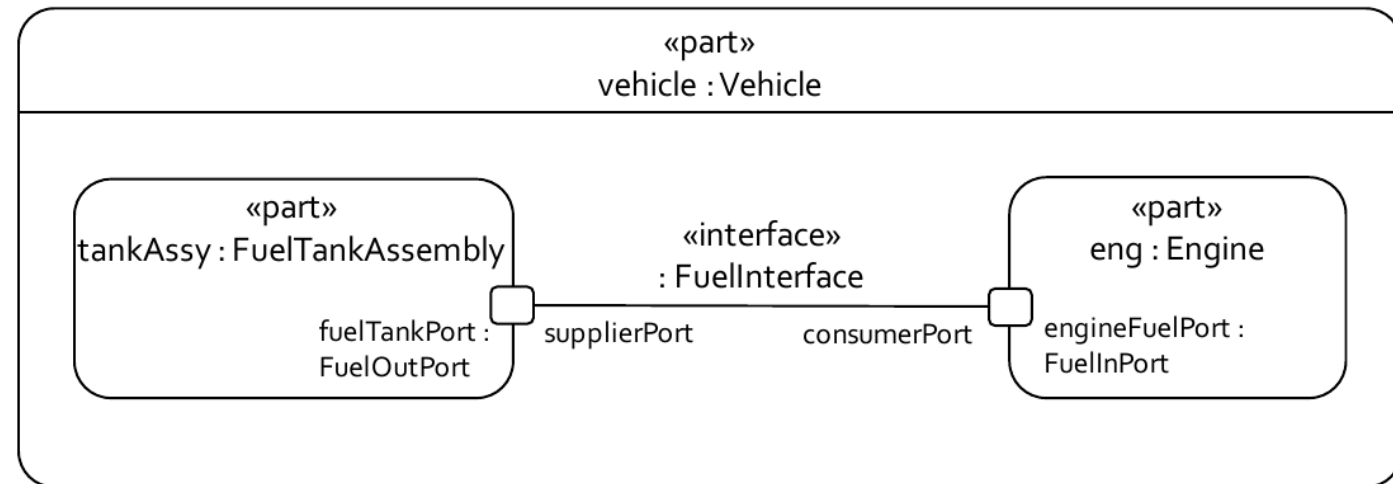 «part»
vehicle : Vehicle
«part»
tankAssy : FuelTankAssembly
fuelTankPort :
FuelOutPort
«interface»
: FuelInterface
supplierPort
consumerPort
«part»
eng : Engine
engineFuelPort :
FuelInPort